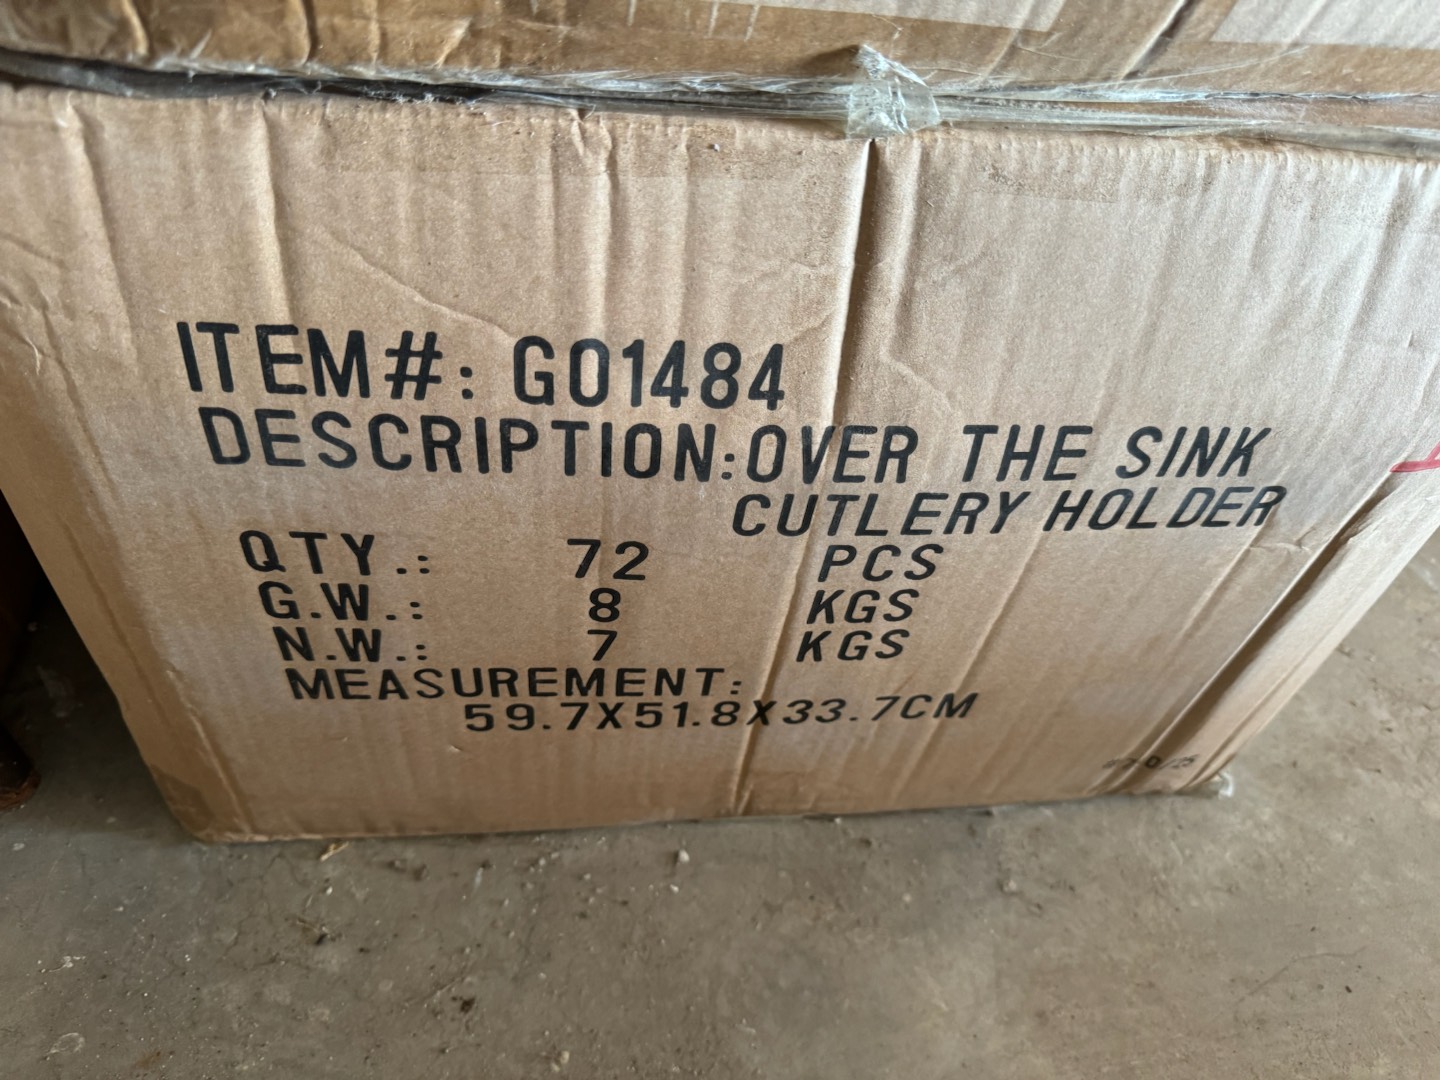 ITEM#: G01484
DESCRIPTION:OVER THE SINK
CUTLERY HOLDER
QTY.: 72 PCS
G.W.: 8 KGS
N.W.: 7 KGS
MEASUREMENT:
59.7X51.8X33.7CM